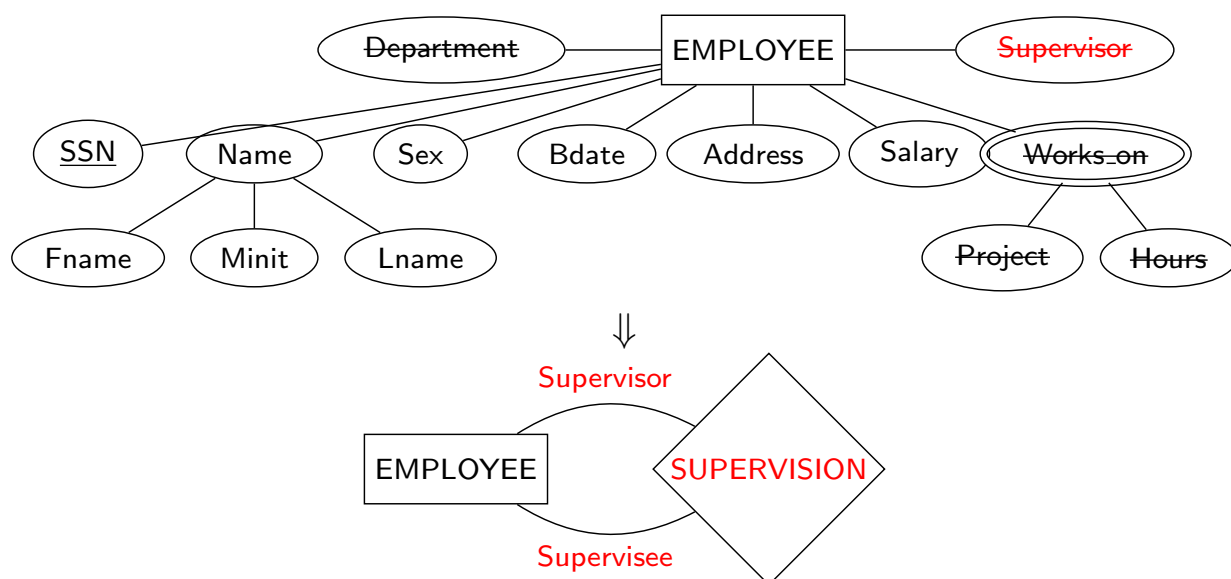 Department EMPLOYEE Supervisor
SSN Name Sex Bdate Address Salary Works_on
Fname Minit Lname Project Hours
⇓
Supervisor
EMPLOYEE SUPERVISION
Supervisee